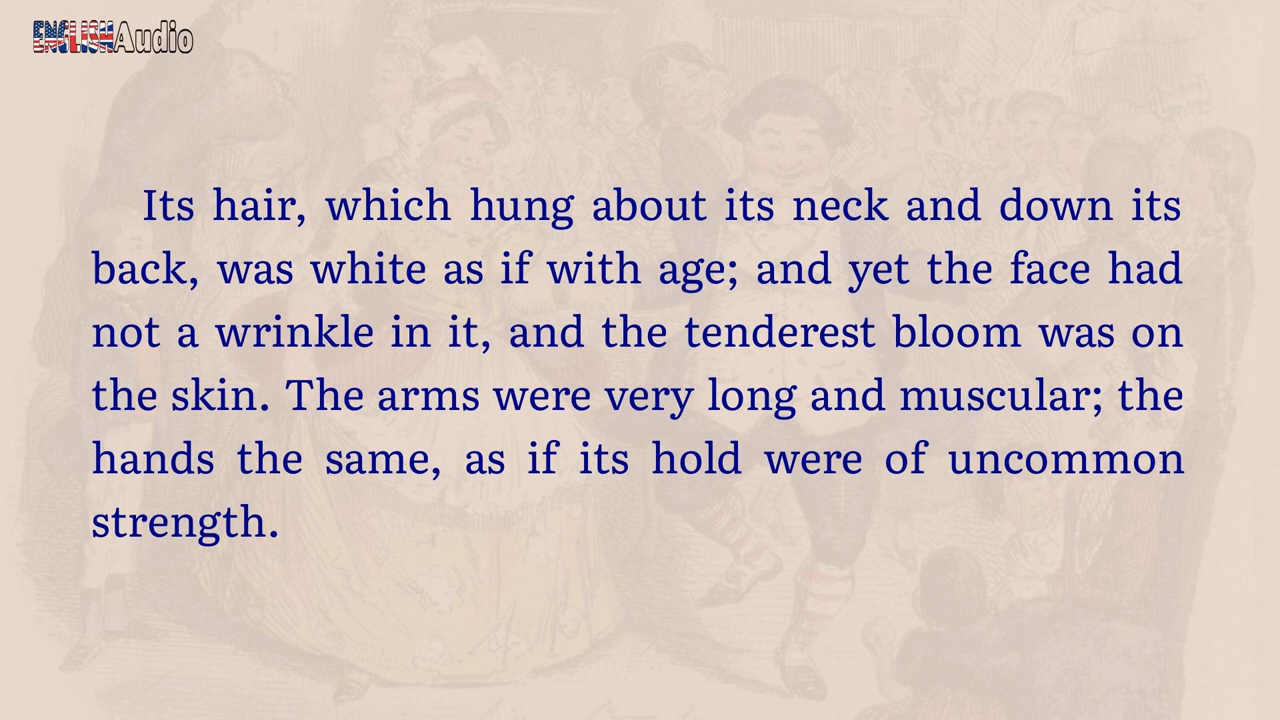 ENGLISHAudio
Its hair, which hung about its neck and down its
back, was white as if with age; and yet the face had
not a wrinkle in it, and the tenderest bloom was on
the skin. The arms were very long and muscular; the
hands the same, as if its hold were of uncommon
strength.